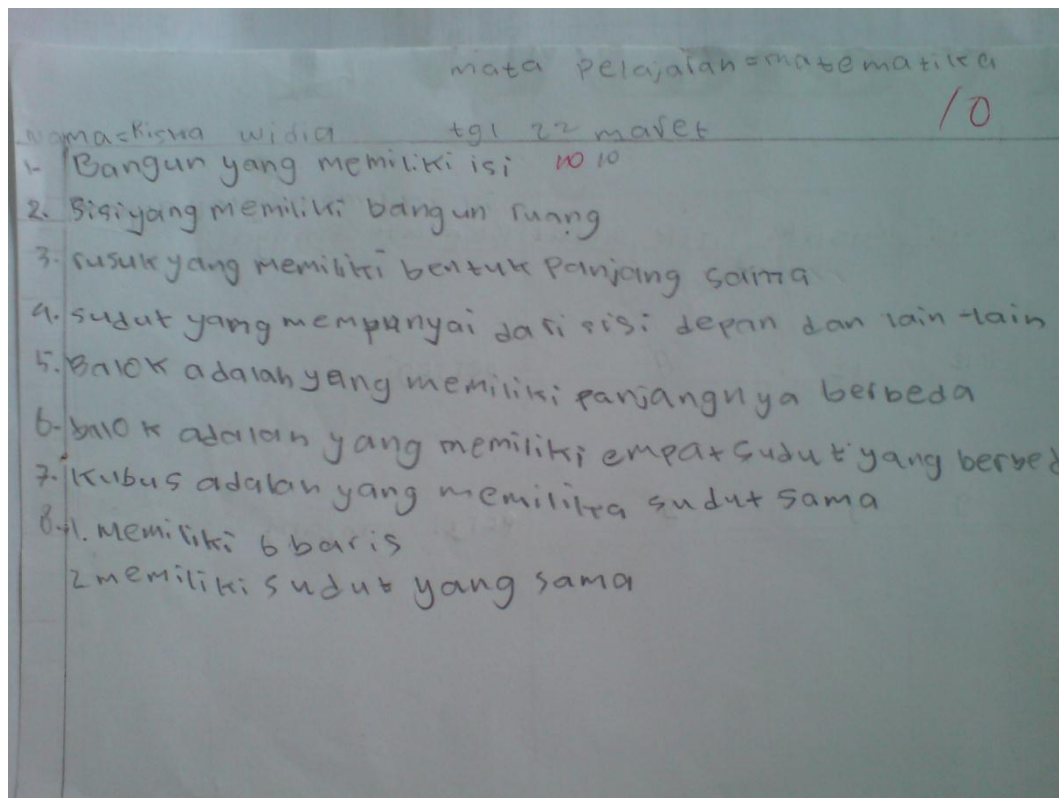 mata pelajaran = matematika
10
Nama = Kisra widia tgl 22 maret
1. Bangun yang memiliki isi 10 10
2. Sisi yang memiliki bangun ruang
3. rusuk yang memiliki bentuk Panjang sama
4. sudut yang mempunyai dari sisi depan dan lain-lain
5. Balok adalah yang memiliki panjangnya berbeda
6. balok adalah yang memiliki empat sudut yang berbed
7. Kubus adalah yang memilika sudut sama
8. 1. memiliki 6 baris
2 memiliki sudut yang sama